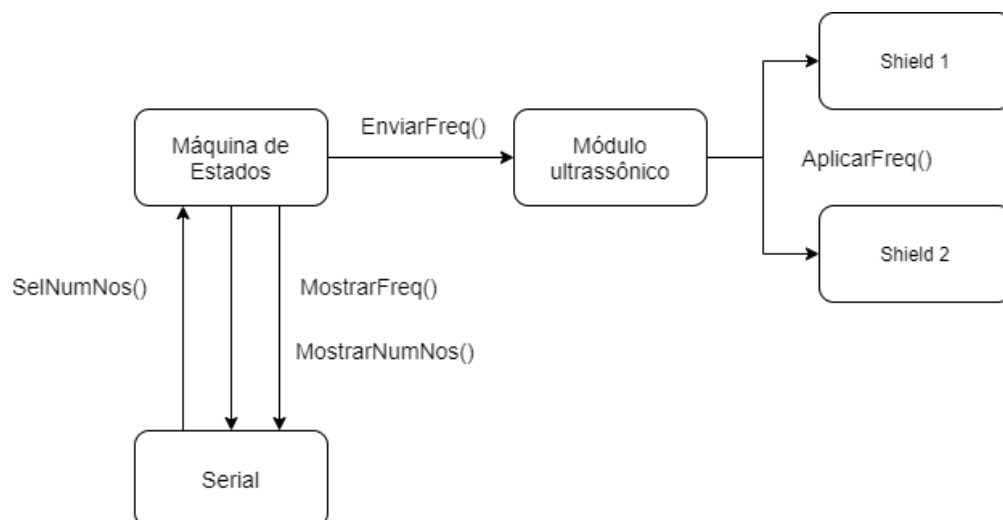 Shield 1
EnviarFreq()
Máquina de
Estados
Módulo
ultrassônico
AplicarFreq()
Shield 2
SelNumNos()
MostrarFreq()
MostrarNumNos()
Serial